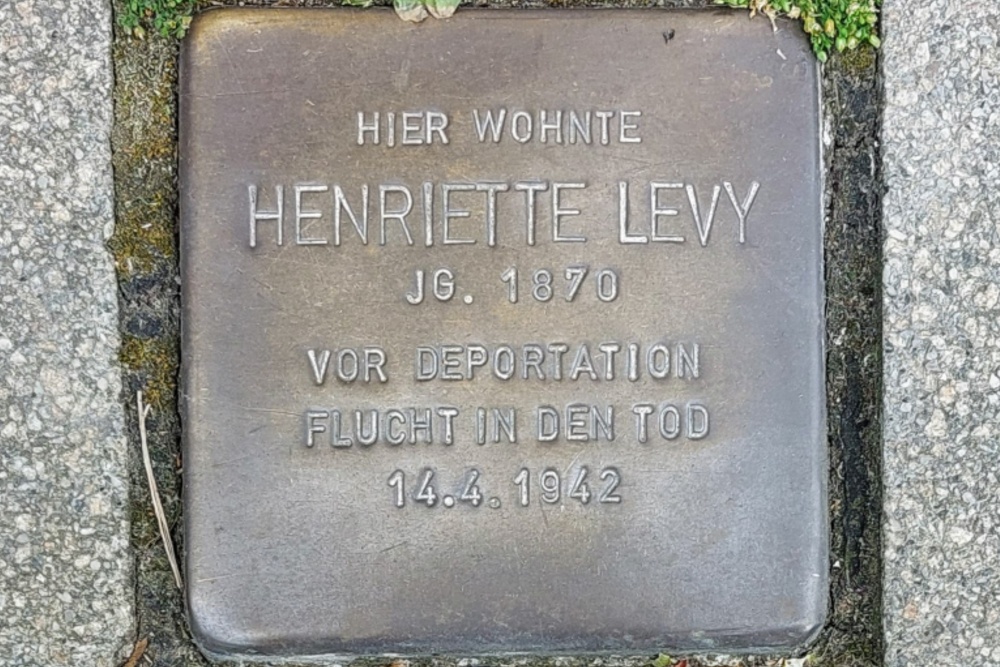 HIER WOHNTE
HENRIETTE LEVY
JG. 1870
VOR DEPORTATION
FLUCHT IN DEN TOD
14.4.1942